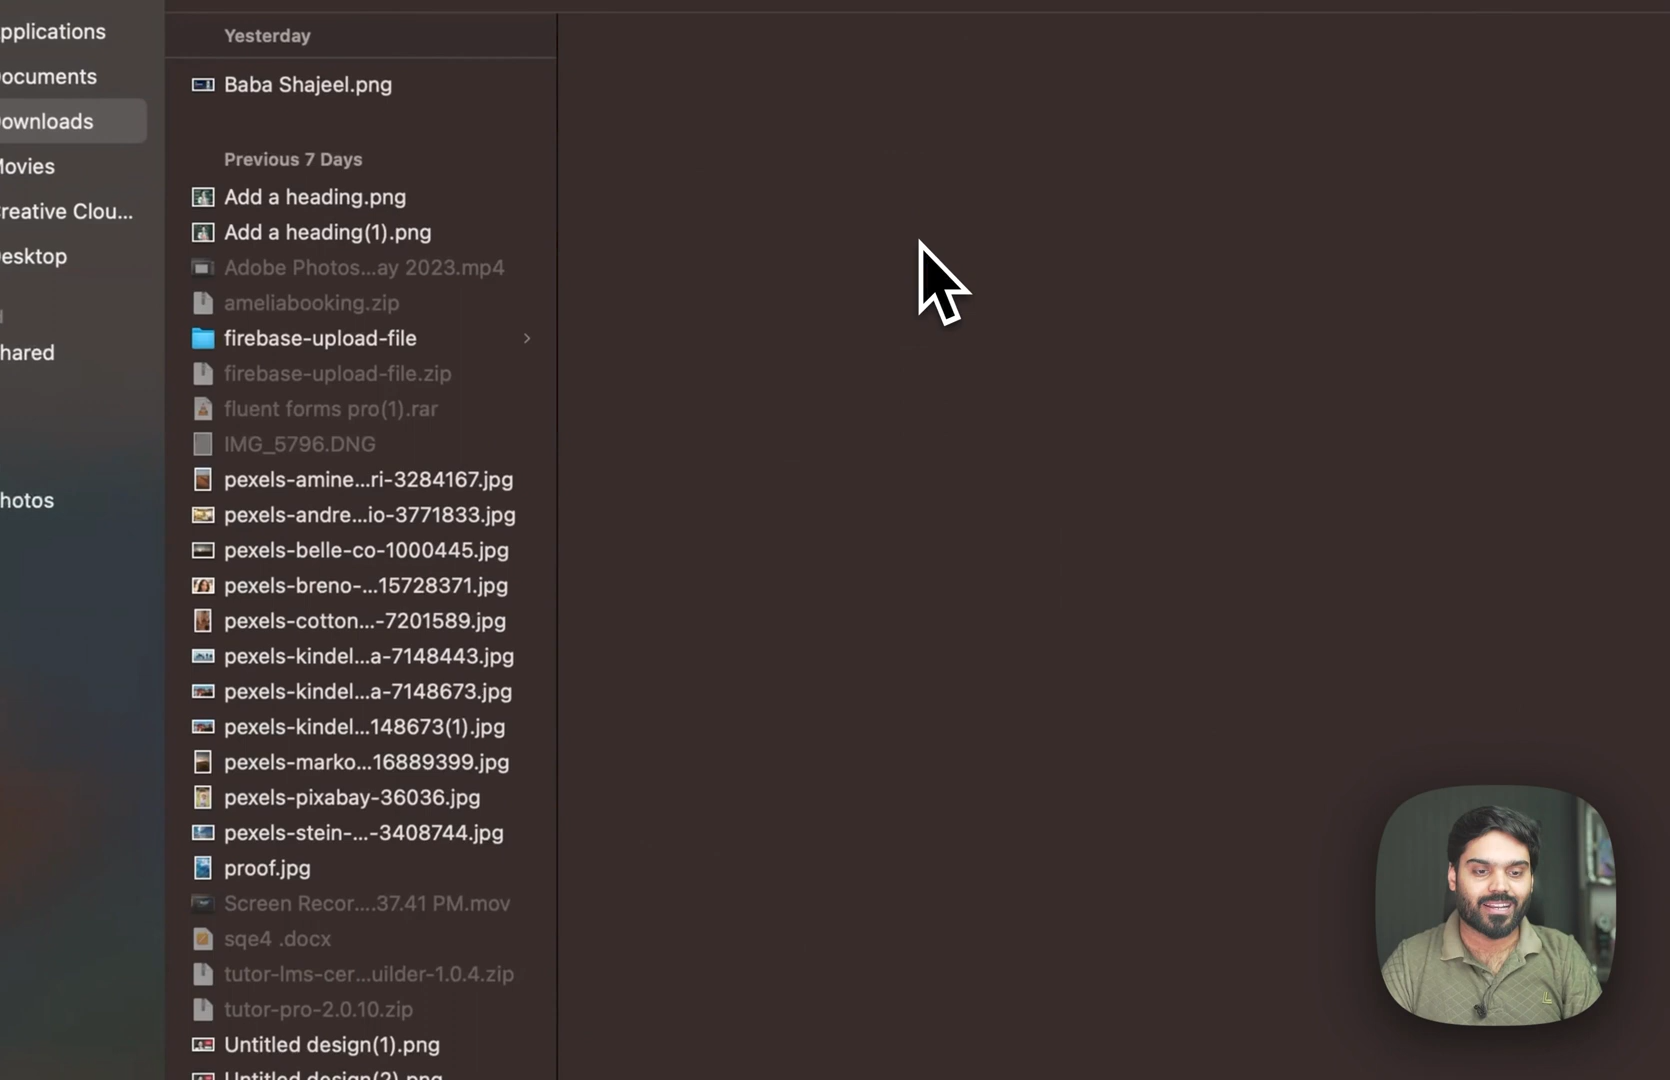 pplications
ocuments
ownloads
ovies
reative Clou...
esktop
hared
hotos
Yesterday
Baba Shajeel.png
Previous 7 Days
Add a heading.png
Add a heading(1).png
Adobe Photos...ay 2023.mp4
ameliabooking.zip
firebase-upload-file
firebase-upload-file.zip
fluent forms pro(1).rar
IMG_5796.DNG
pexels-amine...ri-3284167.jpg
pexels-andre...io-3771833.jpg
pexels-belle-co-1000445.jpg
pexels-breno-...15728371.jpg
pexels-cotton...-7201589.jpg
pexels-kindel...a-7148443.jpg
pexels-kindel...a-7148673.jpg
pexels-kindel...148673(1).jpg
pexels-marko...16889399.jpg
pexels-pixabay-36036.jpg
pexels-stein-...-3408744.jpg
proof.jpg
Screen Recor....37.41 PM.mov
sqe4 .docx
tutor-lms-cer...uilder-1.0.4.zip
tutor-pro-2.0.10.zip
Untitled design(1).png
Untitled design(2).png